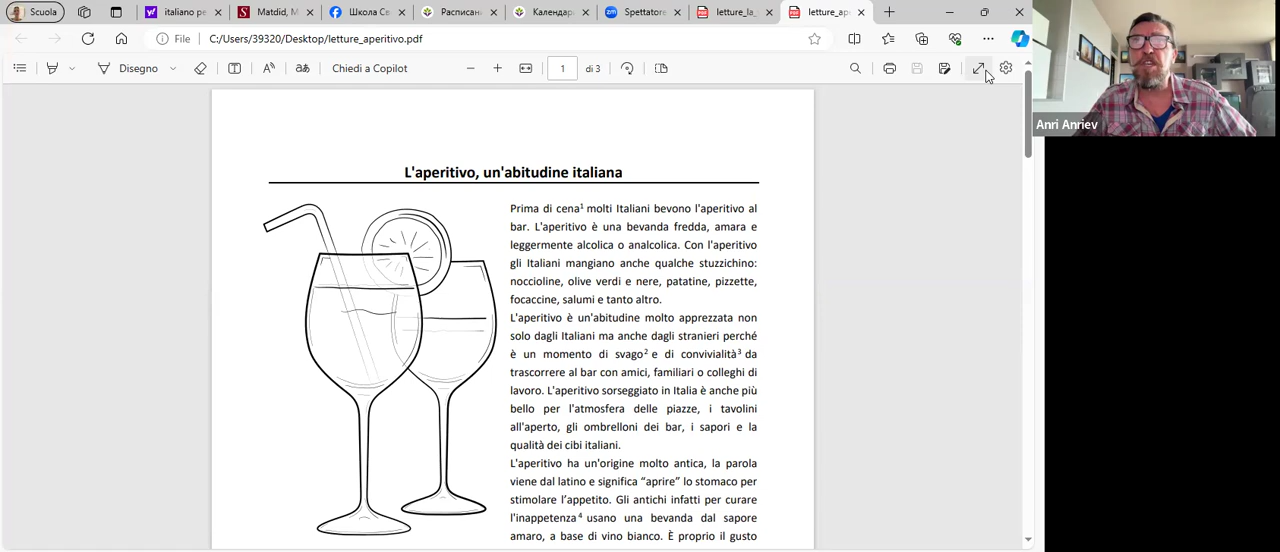 Scuola
italiano pe
Matdid, M
Школа Св
Расписан
Календар
Spettatore
letture_la_
letture_ape
File
C:/Users/39320/Desktop/letture_aperitivo.pdf
Disegno
Chiedi a Copilot
1
di 3
Anri Anriev
L'aperitivo, un'abitudine italiana
Prima di cena1 molti Italiani bevono l'aperitivo al
bar. L'aperitivo è una bevanda fredda, amara e
leggermente alcolica o analcolica. Con l'aperitivo
gli Italiani mangiano anche qualche stuzzichino:
noccioline, olive verdi e nere, patatine, pizzette,
focaccine, salumi e tanto altro.
L'aperitivo è un'abitudine molto apprezzata non
solo dagli Italiani ma anche dagli stranieri perché
è un momento di svago2 e di convivialità3 da
trascorrere al bar con amici, familiari o colleghi di
lavoro. L'aperitivo sorseggiato in Italia è anche più
bello per l'atmosfera delle piazze, i tavolini
all'aperto, gli ombrelloni dei bar, i sapori e la
qualità dei cibi italiani.
L'aperitivo ha un'origine molto antica, la parola
viene dal latino e significa “aprire” lo stomaco per
stimolare l’appetito. Gli antichi infatti per curare
l'inappetenza4 usano una bevanda dal sapore
amaro, a base di vino bianco. È proprio il gusto